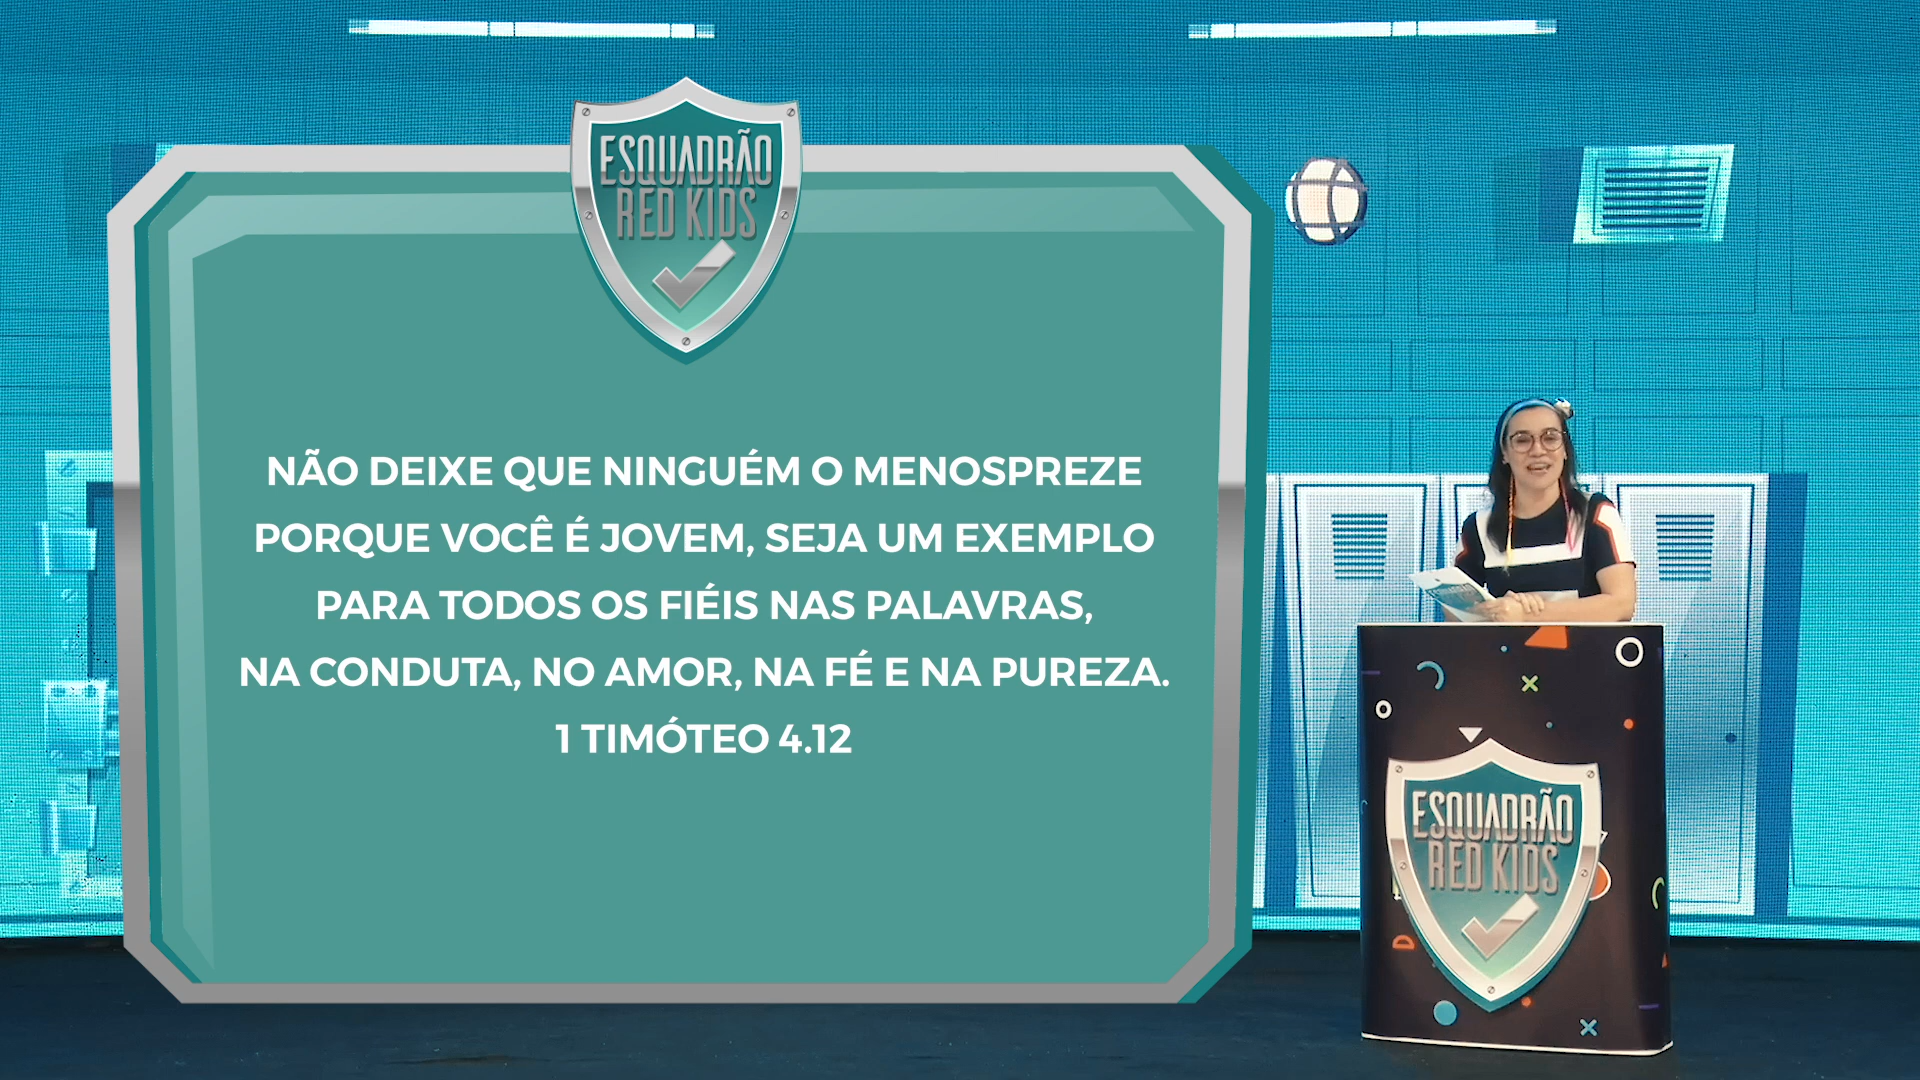 ESQUADRÃO
RED KIDS
NÃO DEIXE QUE NINGUÉM O MENOSPREZE
PORQUE VOCÊ É JOVEM, SEJA UM EXEMPLO
PARA TODOS OS FIÉIS NAS PALAVRAS,
NA CONDUTA, NO AMOR, NA FÉ E NA PUREZA.
1 TIMÓTEO 4.12
ESQUADRÃO
RED KIDS